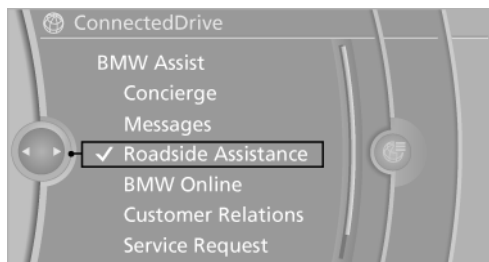 ConnectedDrive
BMW Assist
Concierge
Messages
Roadside Assistance
BMW Online
Customer Relations
Service Request